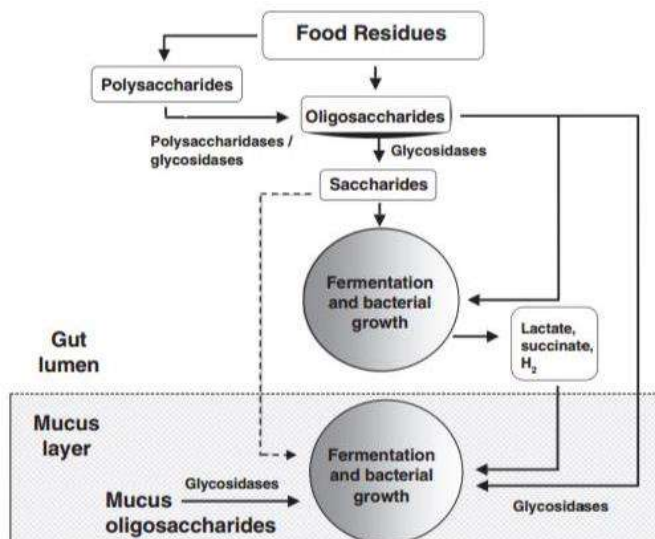 Food Residues
Polysaccharides
Oligosaccharides
Polysaccharidases /
glycosidases
Glycosidases
Saccharides
Fermentation
and bacterial
growth
Lactate,
succinate,
H₂
Gut
lumen
Mucus
layer
Fermentation
and bacterial
growth
Glycosidases
Mucus
oligosaccharides
Glycosidases